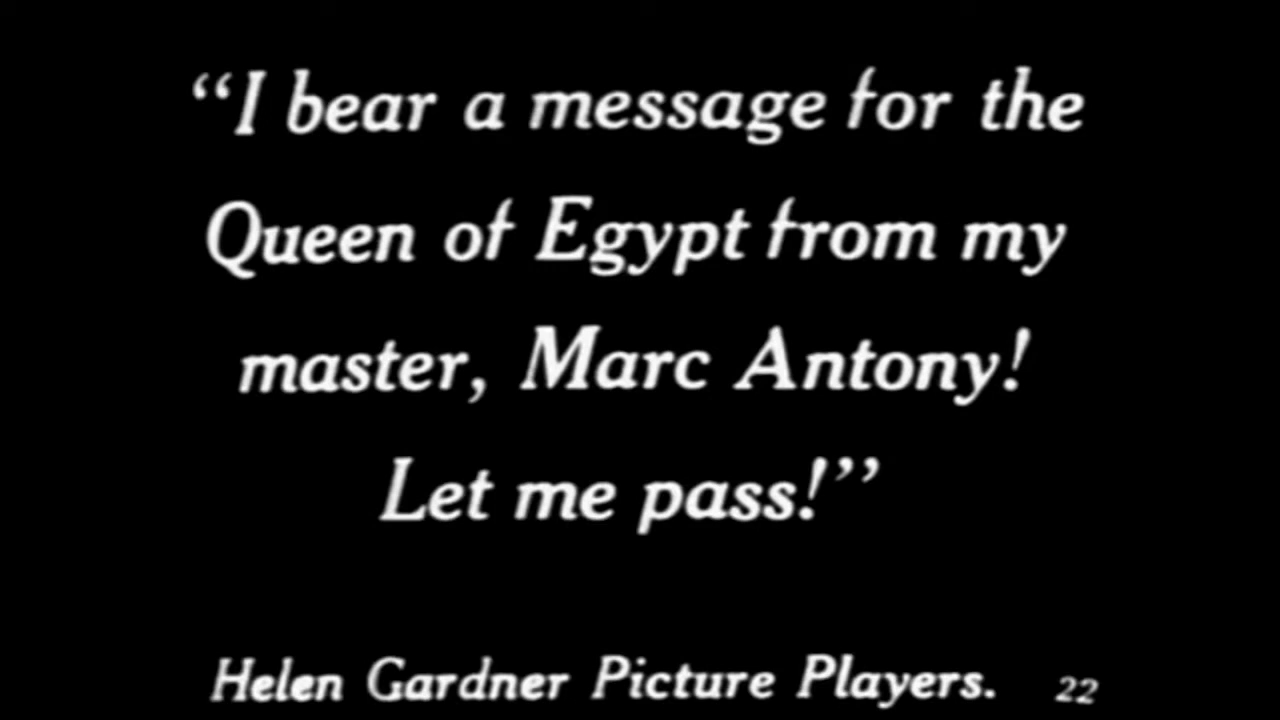 “I bear a message for the
Queen of Egypt from my
master, Marc Antony!
Let me pass!”
Helen Gardner Picture Players. 22